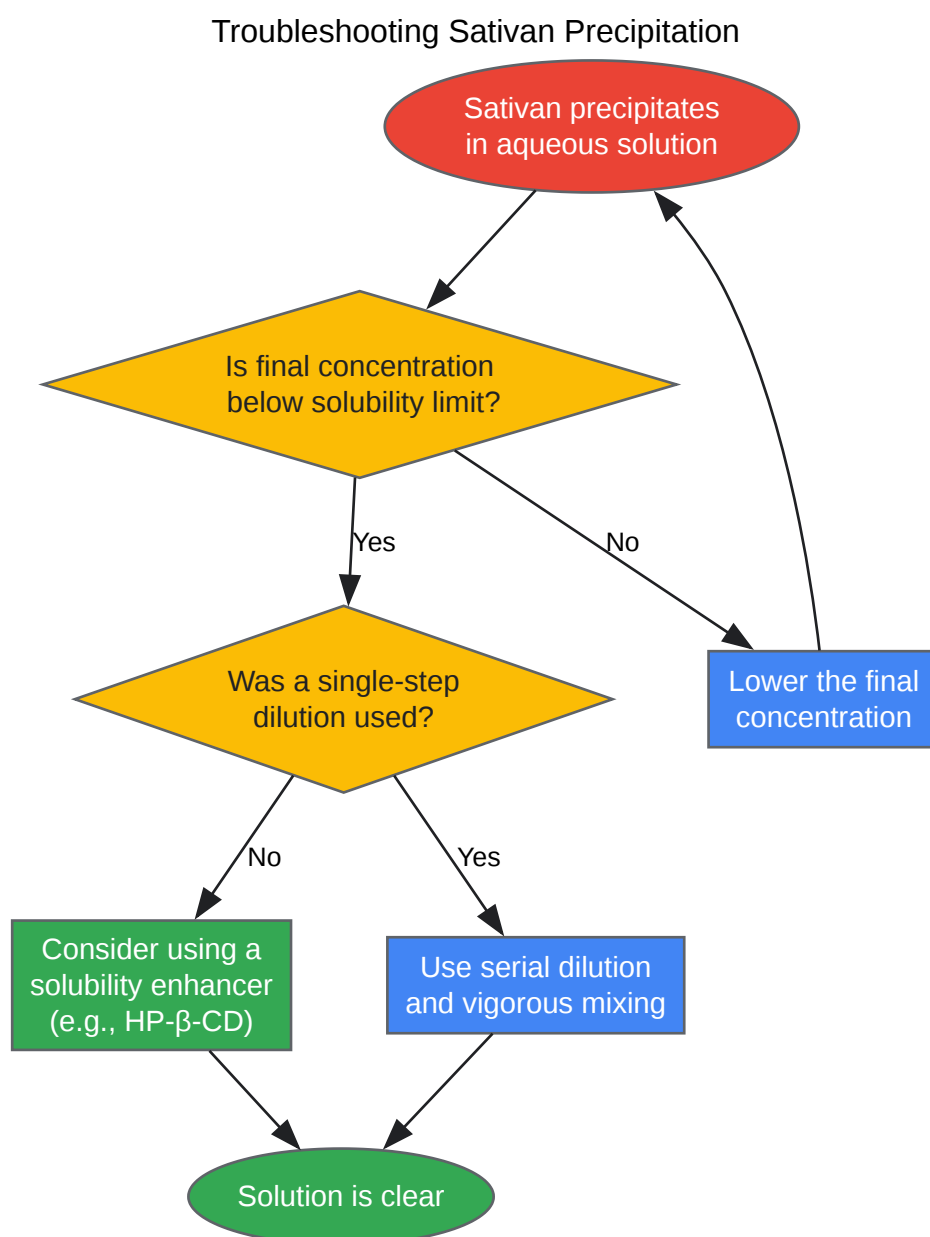 Troubleshooting Sativan Precipitation
Sativan precipitates
in aqueous solution
Is final concentration
below solubility limit?
Yes
No
Was a single-step
dilution used?
Lower the final
concentration
No
Yes
Consider using a
solubility enhancer
(e.g., HP-β-CD)
Use serial dilution
and vigorous mixing
Solution is clear